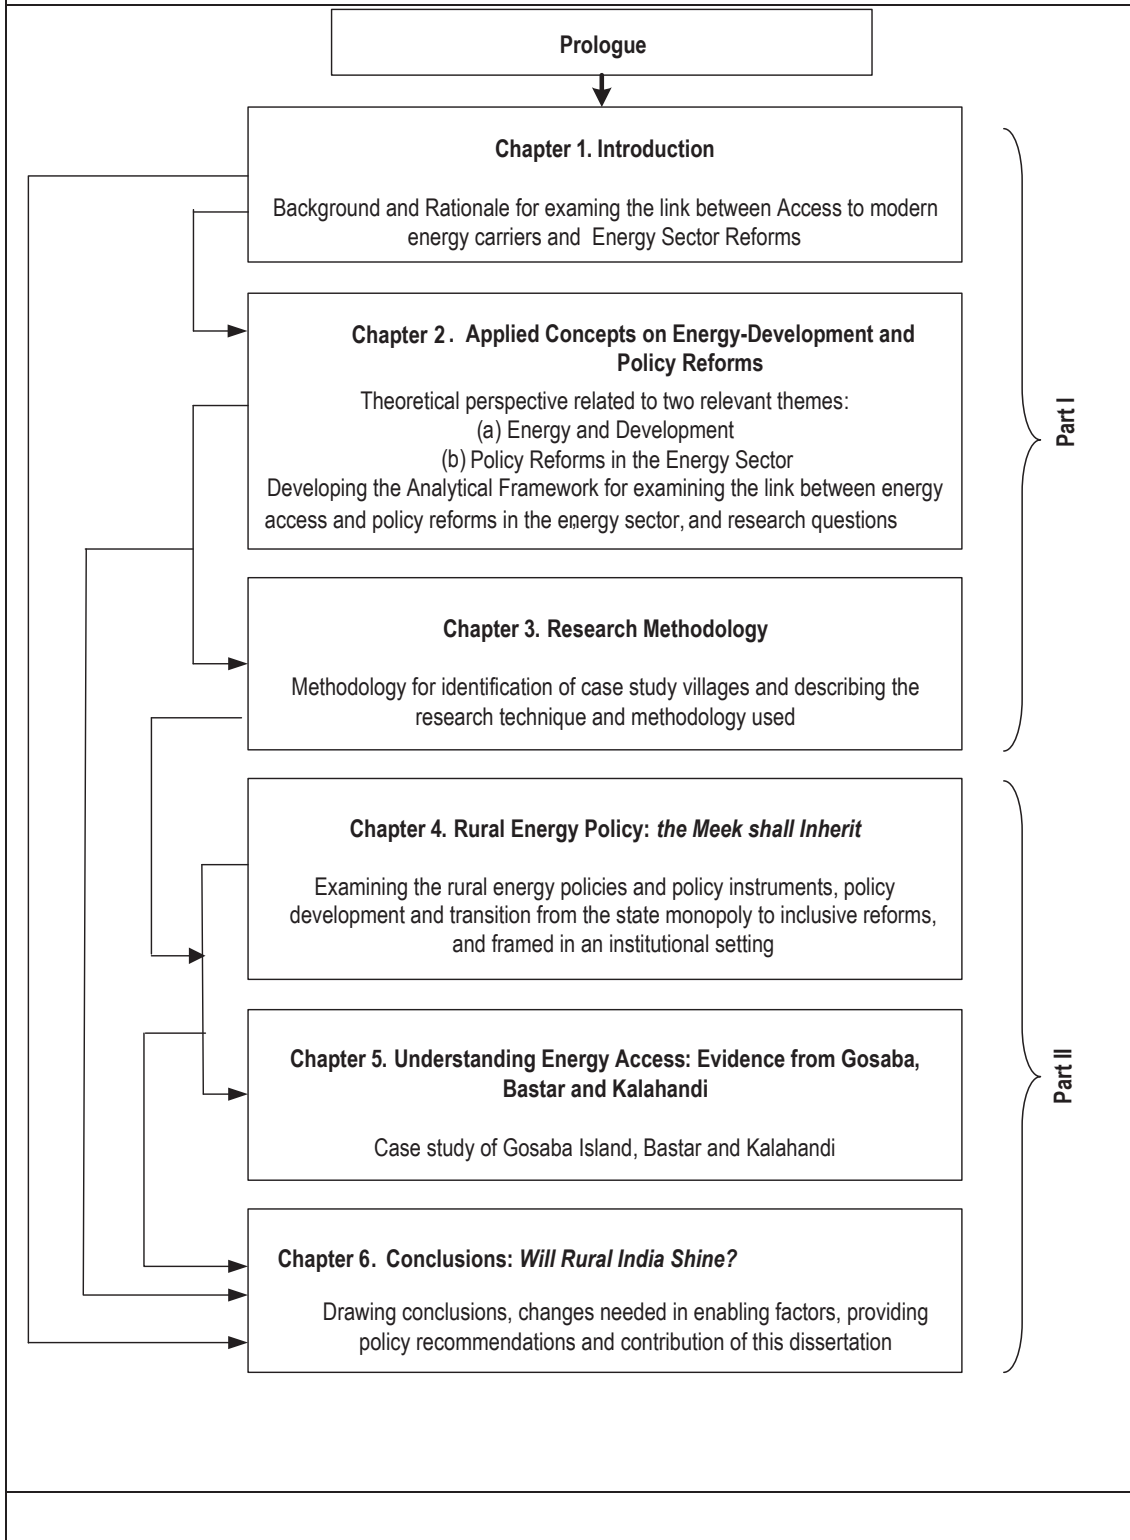 Prologue
Chapter 1. Introduction
Background and Rationale for examing the link between Access to modern
energy carriers and Energy Sector Reforms
Chapter 2. Applied Concepts on Energy-Development and
Policy Reforms
Theoretical perspective related to two relevant themes:
(a) Energy and Development
(b) Policy Reforms in the Energy Sector
Developing the Analytical Framework for examining the link between energy
access and policy reforms in the energy sector, and research questions
Chapter 3. Research Methodology
Methodology for identification of case study villages and describing the
research technique and methodology used
Part I
Chapter 4. Rural Energy Policy: the Meek shall Inherit
Examining the rural energy policies and policy instruments, policy
development and transition from the state monopoly to inclusive reforms,
and framed in an institutional setting
Chapter 5. Understanding Energy Access: Evidence from Gosaba,
Bastar and Kalahandi
Case study of Gosaba Island, Bastar and Kalahandi
Chapter 6. Conclusions: Will Rural India Shine?
Drawing conclusions, changes needed in enabling factors, providing
policy recommendations and contribution of this dissertation
Part II